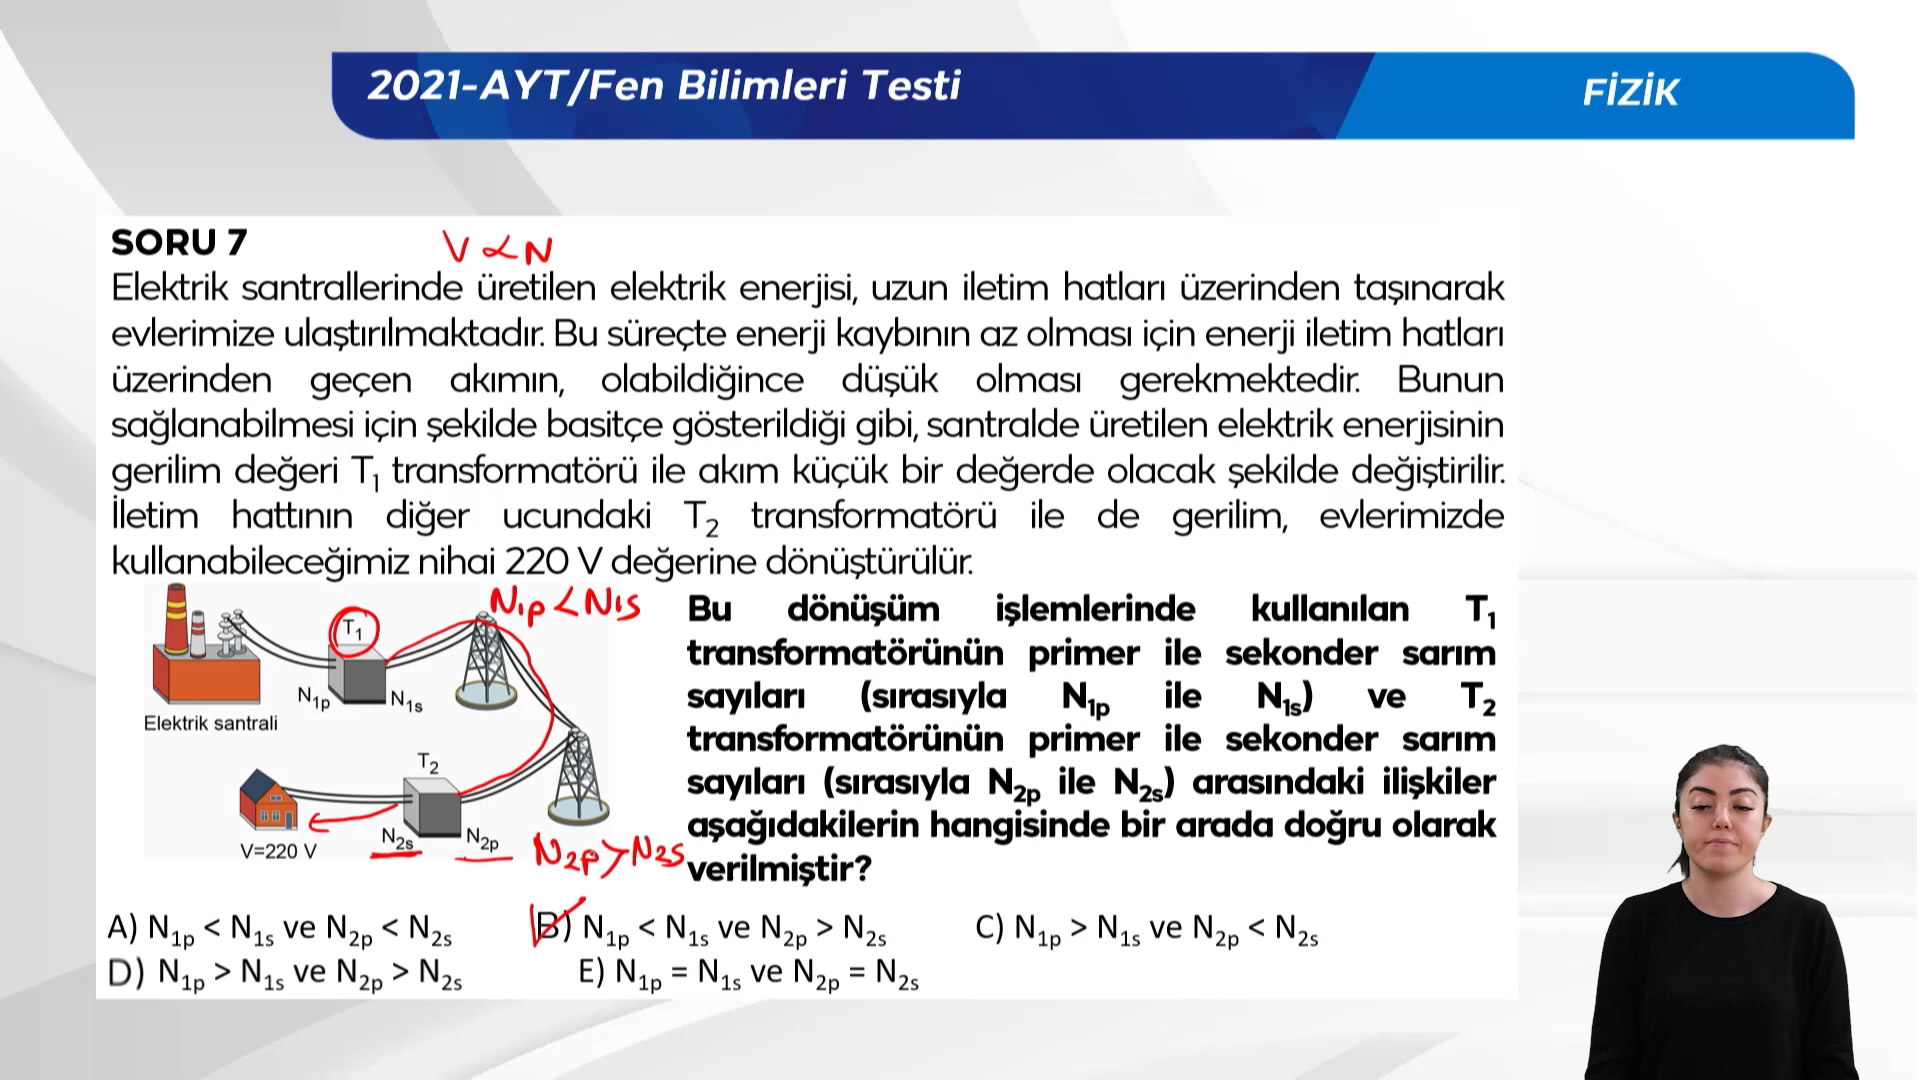 2021-AYT/Fen Bilimleri Testi
FİZİK
SORU 7
V ∝ N
Elektrik santrallerinde üretilen elektrik enerjisi, uzun iletim hatları üzerinden taşınarak
evlerimize ulaştırılmaktadır. Bu süreçte enerji kaybının az olması için enerji iletim hatları
üzerinden geçen akımın, olabildiğince düşük olması gerekmektedir. Bunun
sağlanabilmesi için şekilde basitçe gösterildiği gibi, santralde üretilen elektrik enerjisinin
gerilim değeri T₁ transformatörü ile akım küçük bir değerde olacak şekilde değiştirilir.
İletim hattının diğer ucundaki T₂ transformatörü ile de gerilim, evlerimizde
kullanabileceğimiz nihai 220 V değerine dönüştürülür.
N1p < N1s
T₁
N1p
N1s
Elektrik santrali
T₂
N2s
N2p
V=220 V
N2p > N2s
Bu dönüşüm işlemlerinde kullanılan T₁
transformatörünün primer ile sekonder sarım
sayıları (sırasıyla N1p ile N1s) ve T₂
transformatörünün primer ile sekonder sarım
sayıları (sırasıyla N2p ile N2s) arasındaki ilişkiler
aşağıdakilerin hangisinde bir arada doğru olarak
verilmiştir?
A) N1p < N1s ve N2p < N2s
B) N1p < N1s ve N2p > N2s
C) N1p > N1s ve N2p < N2s
D) N1p > N1s ve N2p > N2s
E) N1p = N1s ve N2p = N2s